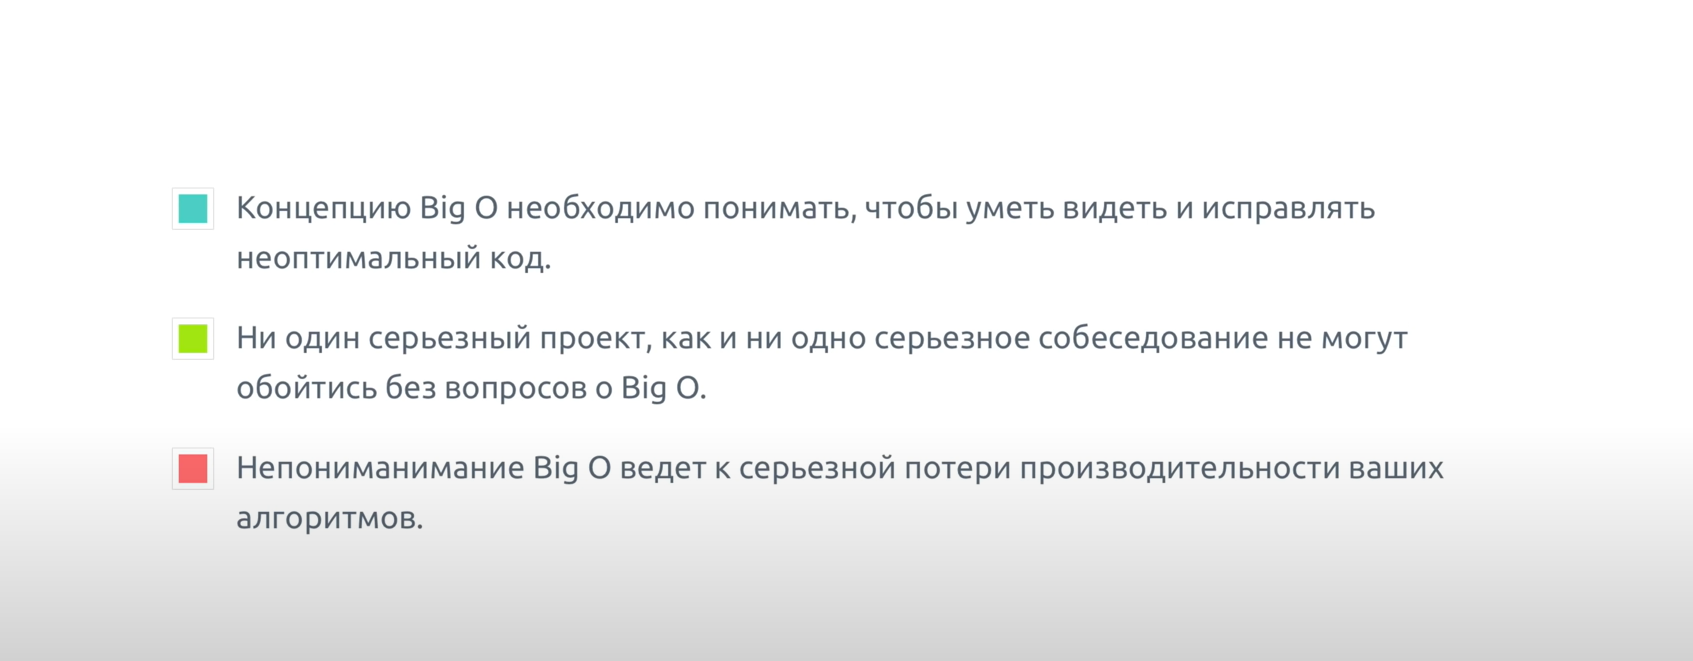 Концепцию Big O необходимо понимать, чтобы уметь видеть и исправлять
неоптимальный код.
Ни один серьезный проект, как и ни одно серьезное собеседование не могут
обойтись без вопросов о Big O.
Непониманимание Big O ведет к серьезной потери производительности ваших
алгоритмов.